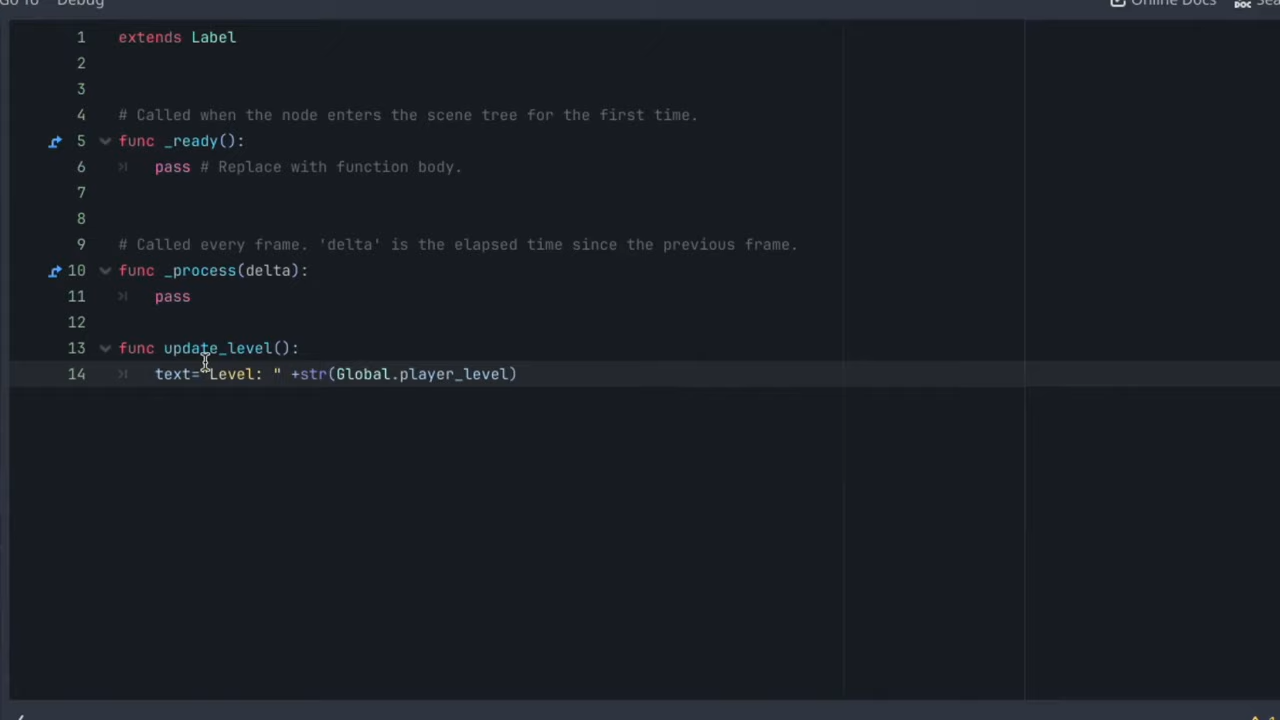 Go To Debug Online Docs
1 extends Label
2
3
4 # Called when the node enters the scene tree for the first time.
5 func _ready():
6 pass # Replace with function body.
7
8
9 # Called every frame. 'delta' is the elapsed time since the previous frame.
10 func _process(delta):
11 pass
12
13 func update_level():
14 text="Level: " +str(Global.player_level)